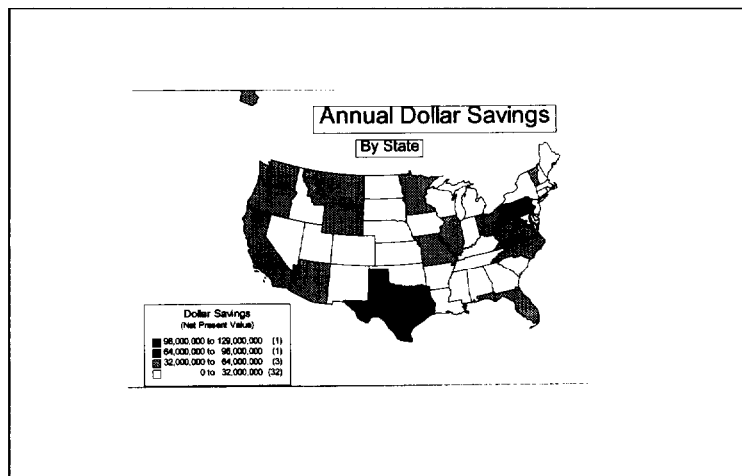 Annual Dollar Savings
By State
Dollar Savings
(Net Present Value)
98,000,000 to 129,000,000 (1)
64,000,000 to 98,000,000 (1)
32,000,000 to 64,000,000 (3)
0 to 32,000,000 (32)